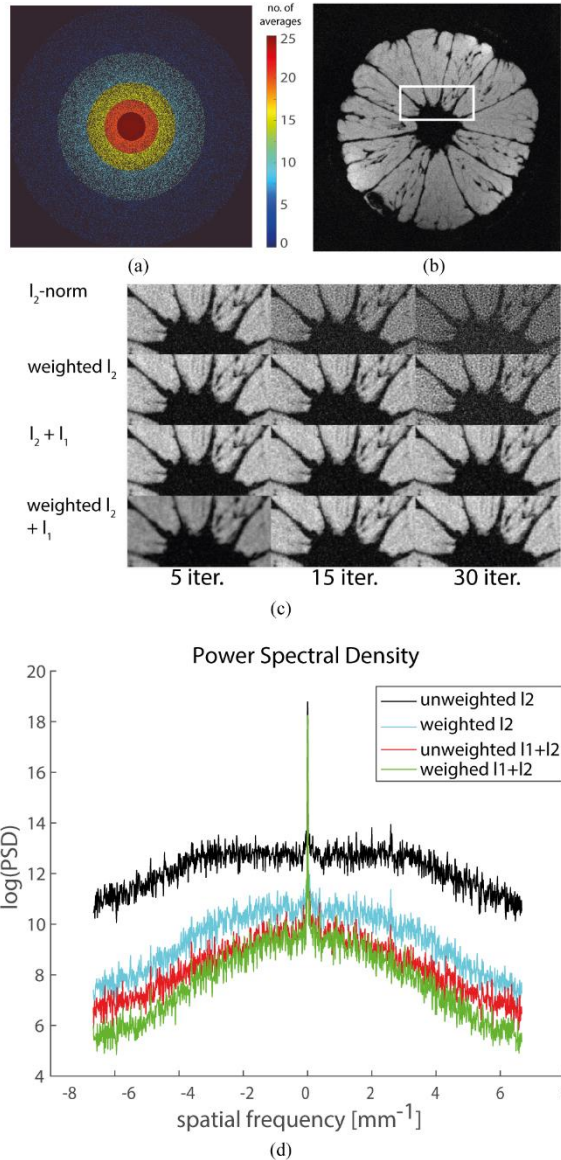 no. of
averages
25
20
15
10
5
0
(a)
(b)
l₂-norm
weighted l₂
l₂ + l₁
weighted l₂
+ l₁
5 iter.
15 iter.
30 iter.
(c)
Power Spectral Density
20
18
16
14
12
10
8
6
4
log(PSD)
unweighted l2
weighted l2
unweighted l1+l2
weighed l1+l2
-8
-6
-4
-2
0
2
4
6
spatial frequency [mm⁻¹]
(d)